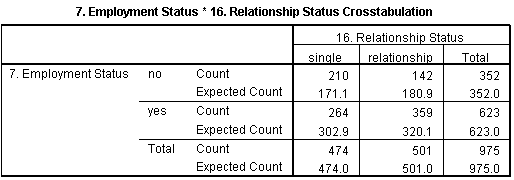 7. Employment Status * 16. Relationship Status Crosstabulation
16. Relationship Status
single relationship Total
7. Employment Status no Count 210 142 352
Expected Count 171.1 180.9 352.0
yes Count 264 359 623
Expected Count 302.9 320.1 623.0
Total Count 474 501 975
Expected Count 474.0 501.0 975.0